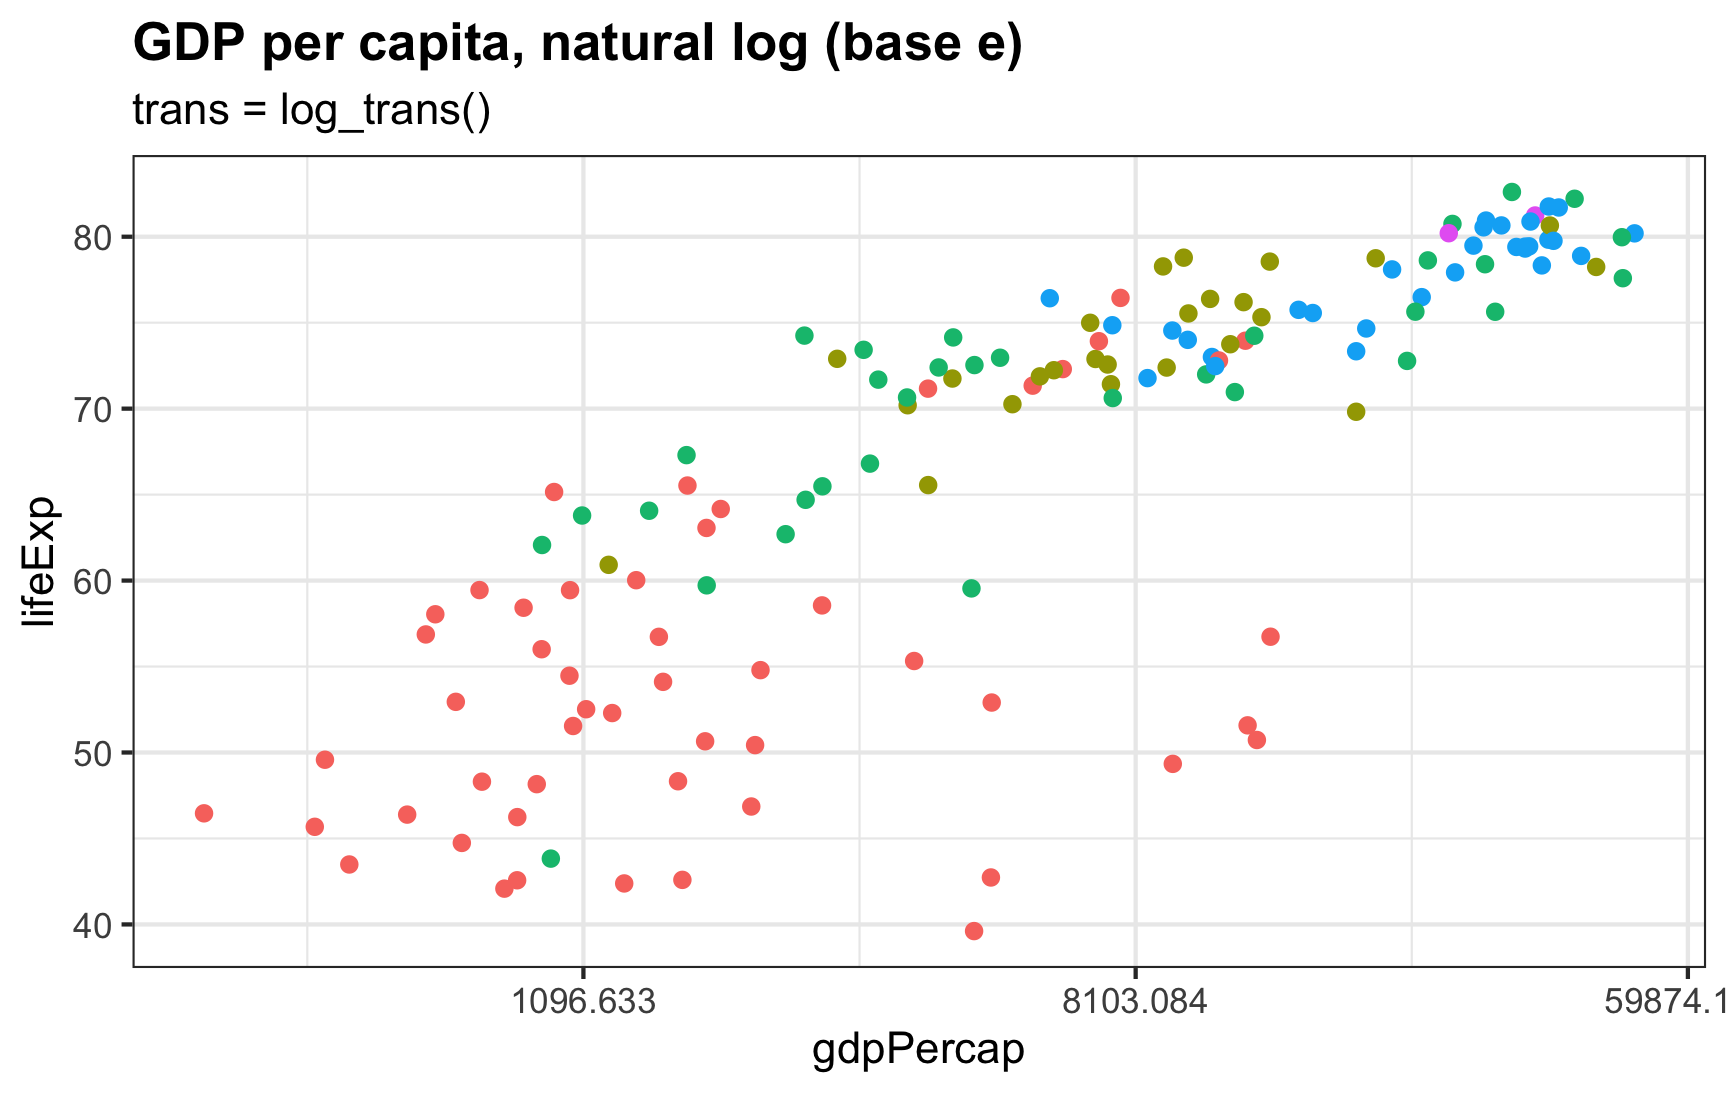 GDP per capita, natural log (base e)
trans = log_trans()
lifeExp
80
70
60
50
40
1096.633
8103.084
59874.1
gdpPercap